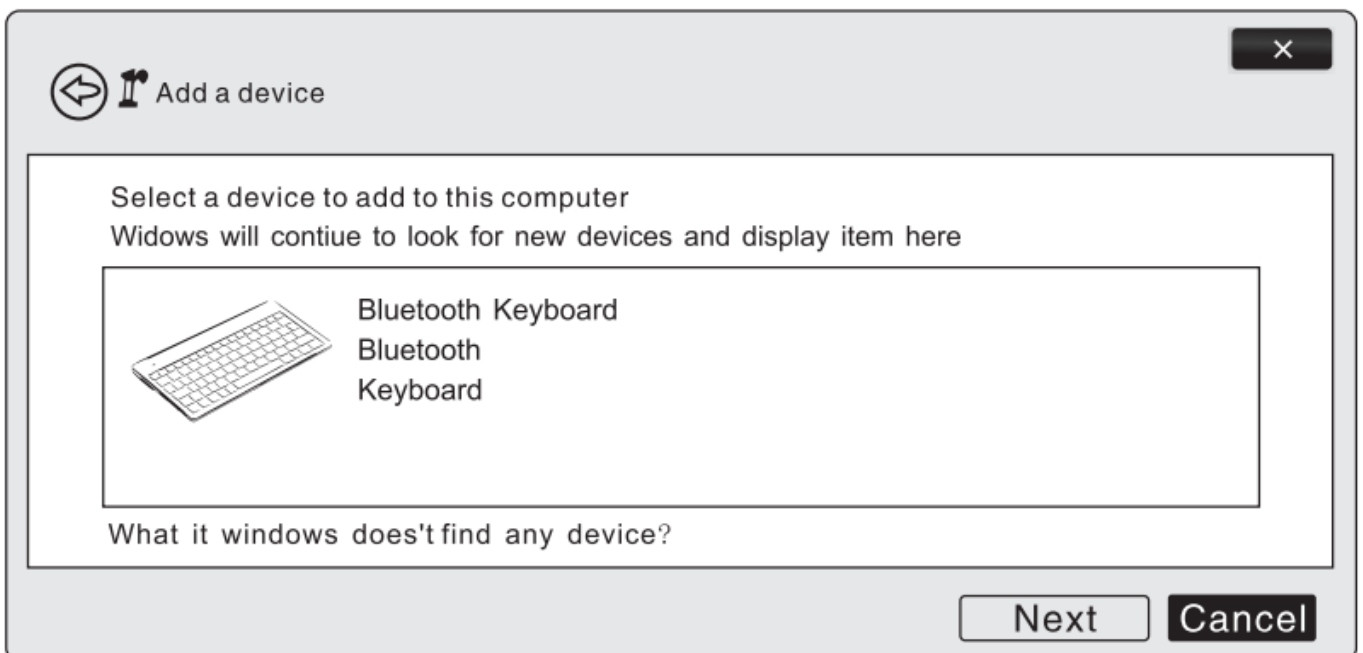 Add a device
Select a device to add to this computer
Widows will contiue to look for new devices and display item here
Bluetooth Keyboard
Bluetooth
Keyboard
What it windows does't find any device?
Next Cancel